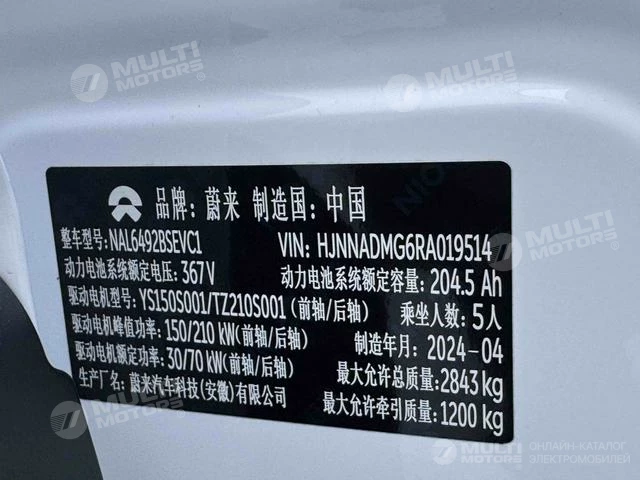 MULTI
MOTORS
MULTI
MOTORS
品牌: 蔚来 制造国: 中国
整车型号: NAL6492BSEVC1 VIN: HJNNADMG6RA019514
动力电池系统额定电压: 367 V 动力电池系统额定容量: 204.5 Ah
驱动电机型号: YS150S001/TZ210S001 (前轴/后轴) 乘坐人数: 5人
驱动电机峰值功率: 150/210 kW(前轴/后轴) 制造年月: 2024-04
驱动电机额定功率: 30/70 kW(前轴/后轴) 最大允许总质量: 2843 kg
生产厂名: 蔚来汽车科技(安徽)有限公司 最大允许牵引质量: 1200 kg
NIO
MULTI
MOTORS
MULTI
MOTORS
ОНЛАЙН-КАТАЛОГ
ЭЛЕКТРОМОБИЛЕЙ